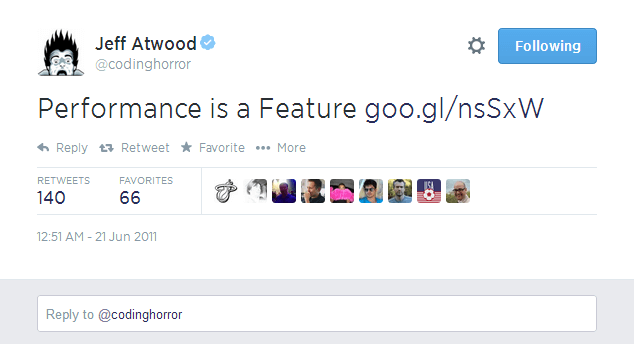 Jeff Atwood
@codinghorror
Following
Performance is a Feature goo.gl/nsSxW
Reply Retweet Favorite More
RETWEETS FAVORITES
140 66
USA
12:51 AM - 21 Jun 2011
Reply to @codinghorror